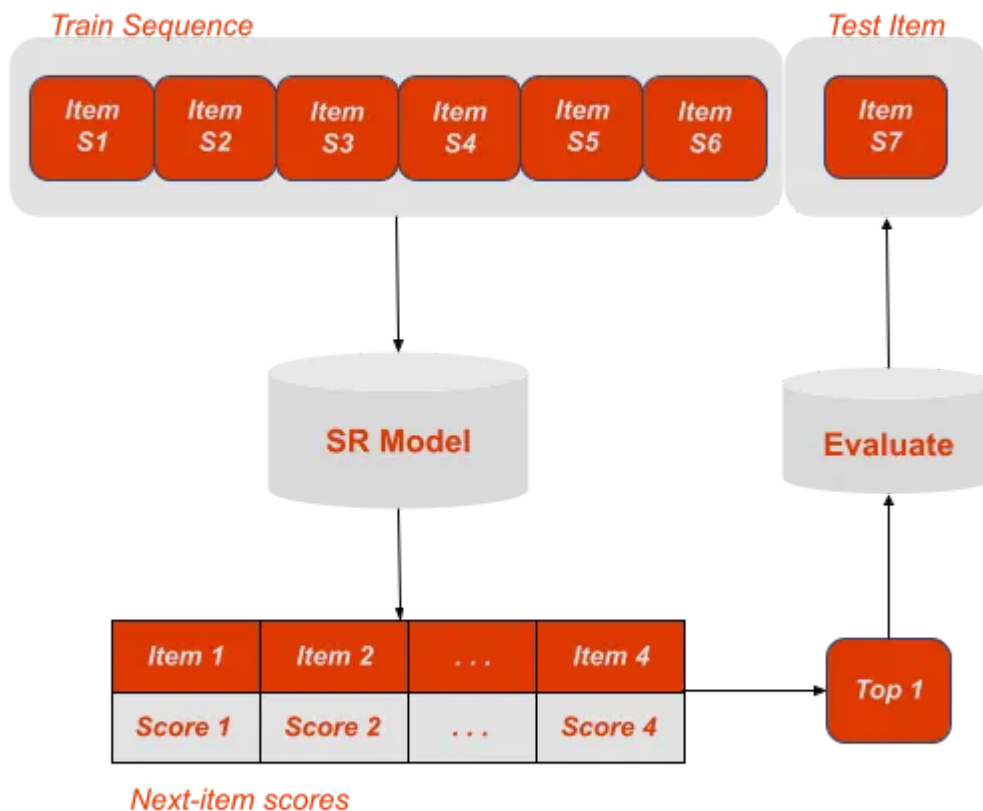 Train Sequence
Test Item
Item S1
Item S2
Item S3
Item S4
Item S5
Item S6
Item S7
SR Model
Evaluate
Item 1 Item 2 . . . Item 4
Score 1 Score 2 . . . Score 4
Top 1
Next-item scores